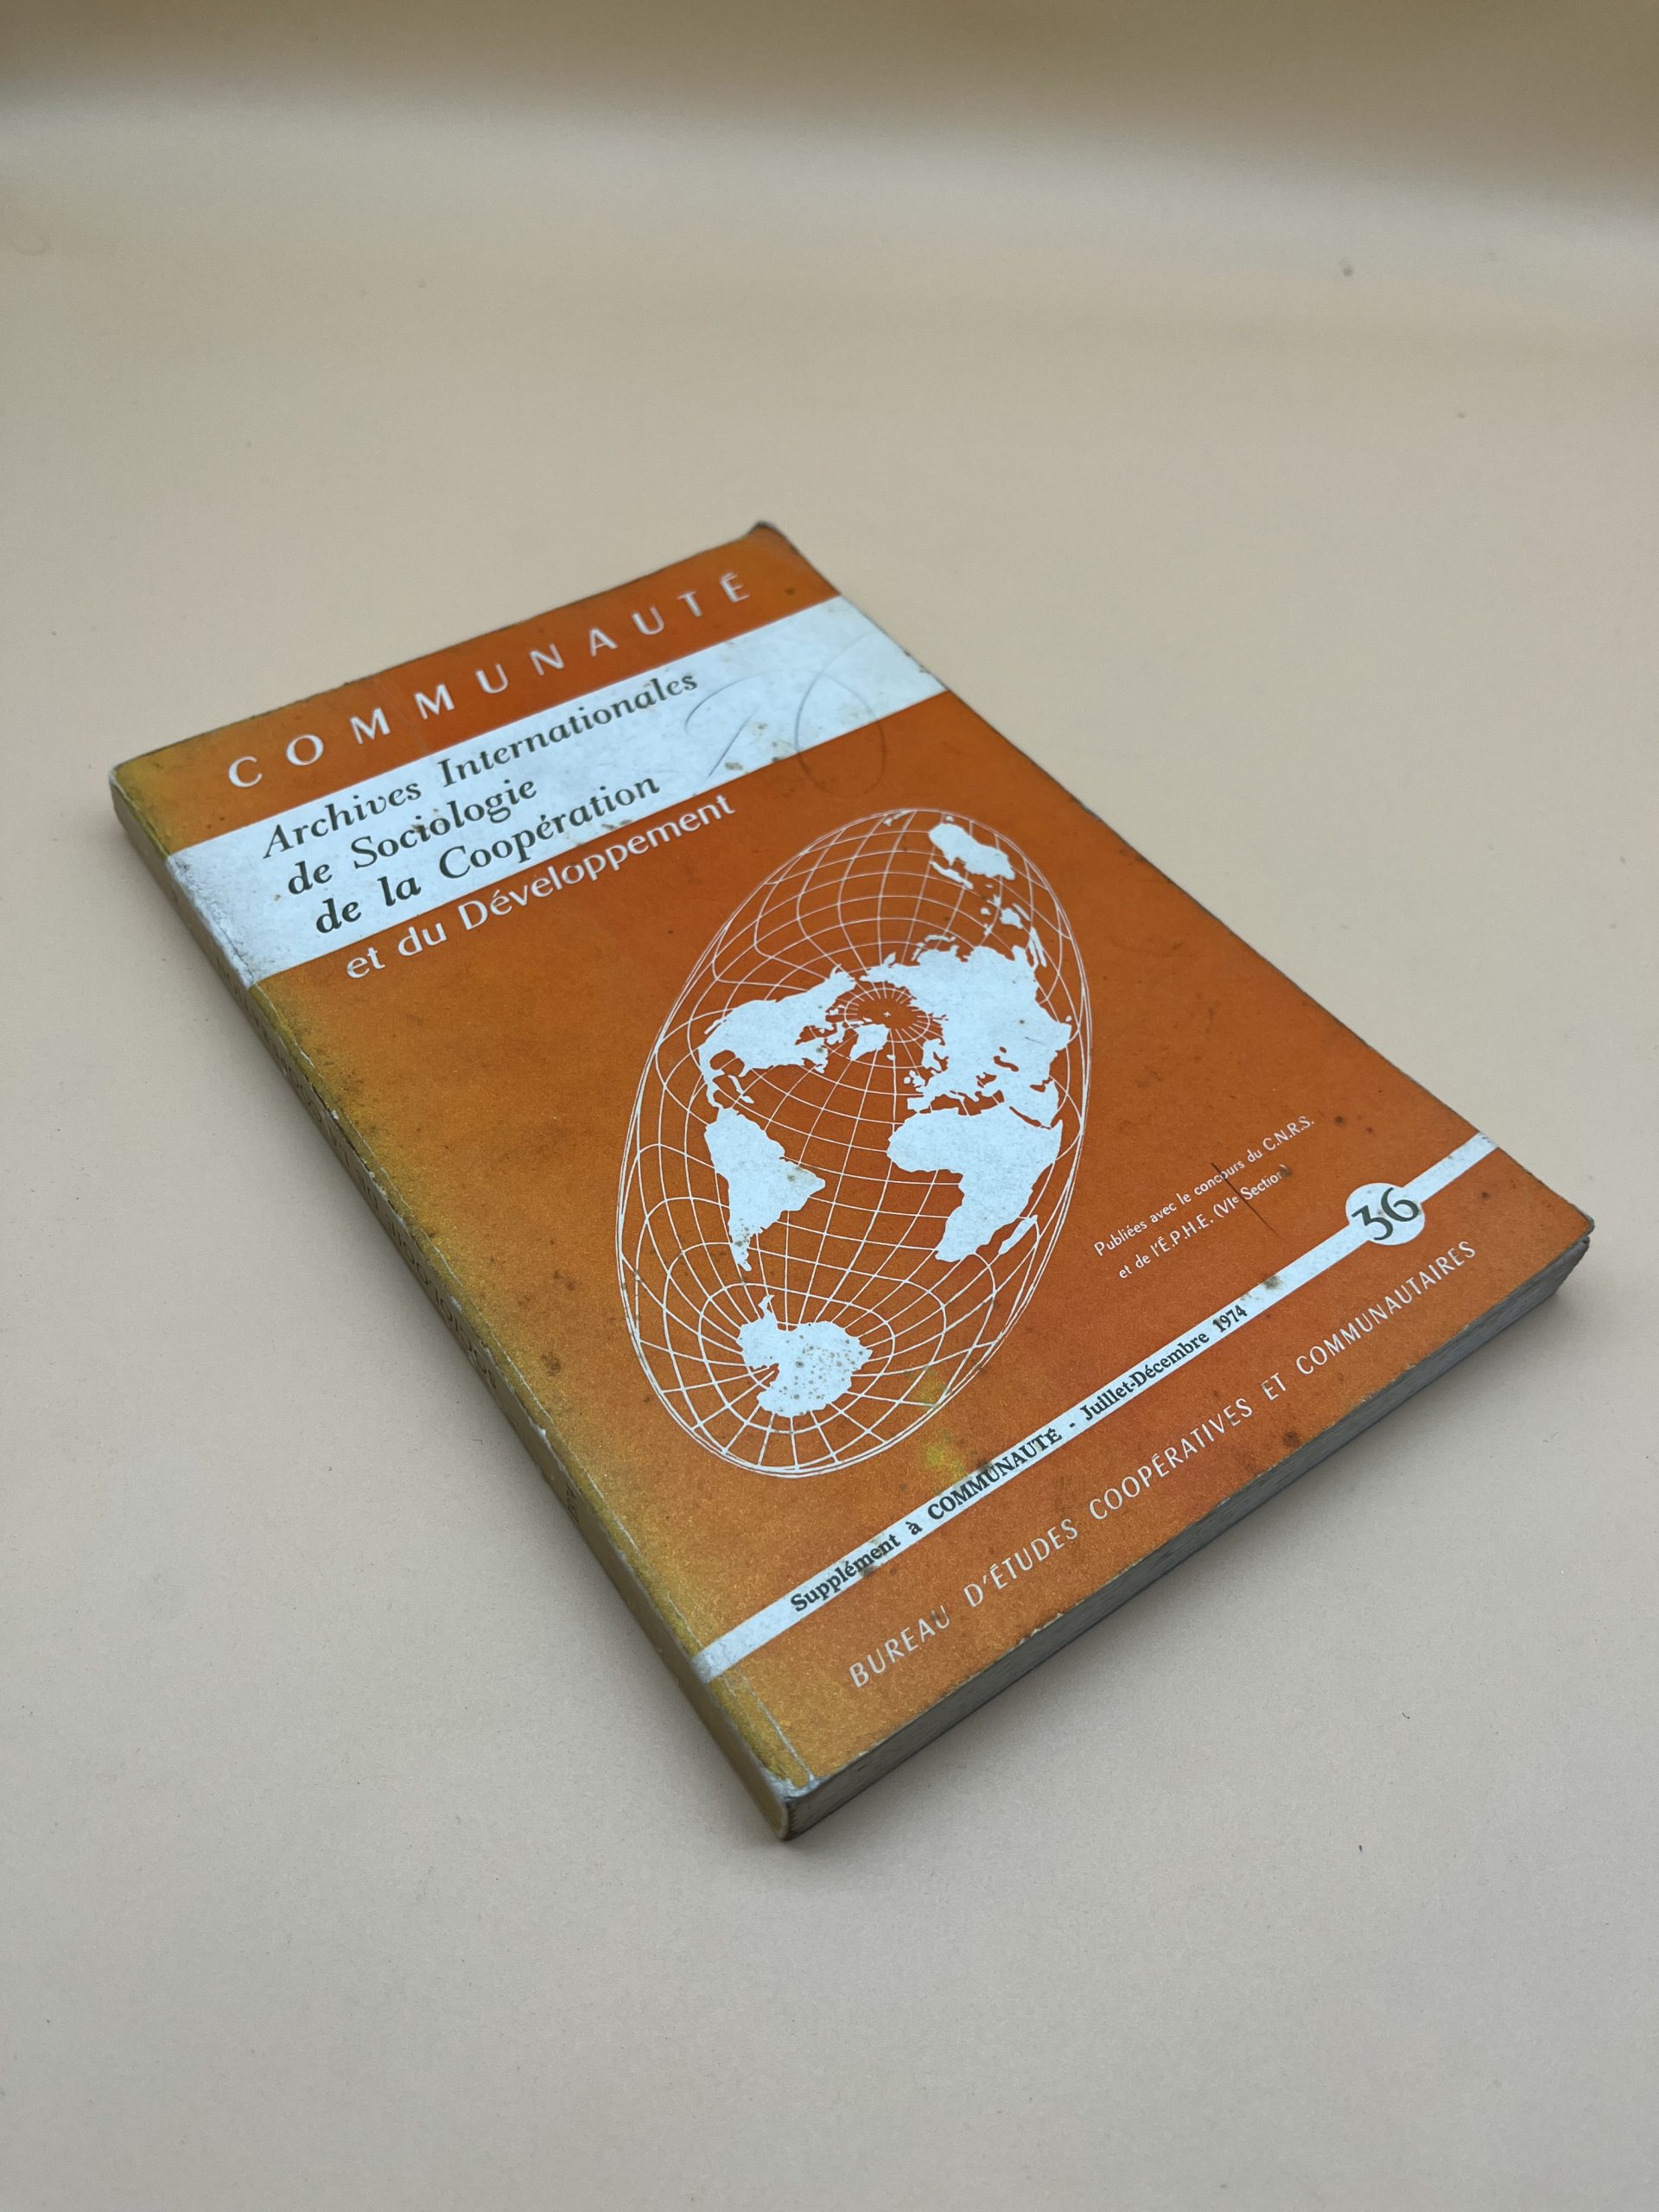 COMMUNAUTÉ
Archives Internationales
de Sociologie
de la Coopération
et du Développement
Publiées avec le concours du C.N.R.S.
et de l'É.P.H.E. (VIe Section)
36
Supplément à COMMUNAUTÉ - Juillet-Décembre 1974
BUREAU D'ÉTUDES COOPÉRATIVES ET COMMUNAUTAIRES